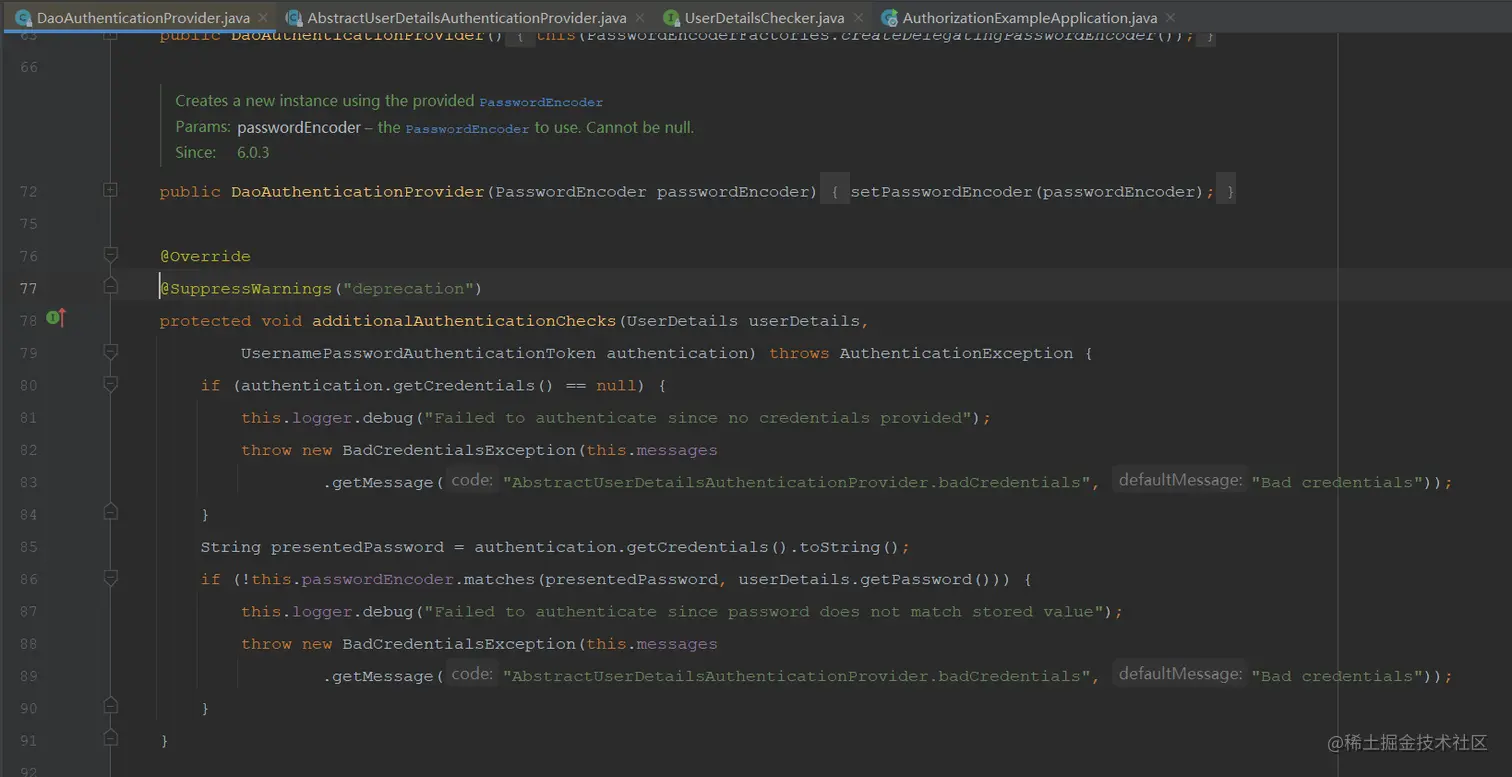 DaoAuthenticationProvider.java × AbstractUserDetailsAuthenticationProvider.java × UserDetailsChecker.java × AuthorizationExampleApplication.java ×
63 public DaoAuthenticationProvider() { this(PasswordEncoderFactories.createDelegatingPasswordEncoder()); }
66
Creates a new instance using the provided PasswordEncoder
Params: passwordEncoder – the PasswordEncoder to use. Cannot be null.
Since: 6.0.3
72 public DaoAuthenticationProvider(PasswordEncoder passwordEncoder) { setPasswordEncoder(passwordEncoder); }
75
76 @Override
77 @SuppressWarnings("deprecation")
78 protected void additionalAuthenticationChecks(UserDetails userDetails,
79 UsernamePasswordAuthenticationToken authentication) throws AuthenticationException {
80 if (authentication.getCredentials() == null) {
81 this.logger.debug("Failed to authenticate since no credentials provided");
82 throw new BadCredentialsException(this.messages
83 .getMessage( code: "AbstractUserDetailsAuthenticationProvider.badCredentials", defaultMessage: "Bad credentials"));
84 }
85 String presentedPassword = authentication.getCredentials().toString();
86 if (!this.passwordEncoder.matches(presentedPassword, userDetails.getPassword())) {
87 this.logger.debug("Failed to authenticate since password does not match stored value");
88 throw new BadCredentialsException(this.messages
89 .getMessage( code: "AbstractUserDetailsAuthenticationProvider.badCredentials", defaultMessage: "Bad credentials"));
90 }
91 }
92
@稀土掘金技术社区